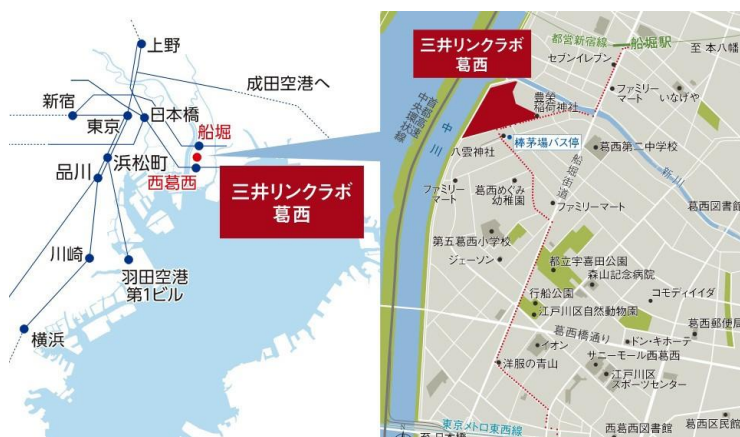 上野
成田空港へ
新宿
東京
日本橋
船堀
品川
浜松町
西葛西
三井リンクラボ
葛西
川崎
羽田空港
第1ビル
横浜
都営新宿線
船堀駅
至 本八幡
三井リンクラボ
葛西
セブンイレブン
首都高速
中央環状線
中川
豊栄
稲荷神社
ファミリー
マート
いなげや
八雲神社
棒茅場バス停
船堀街道
葛西第二中学校
新川
ファミリー
マート
葛西めぐみ
幼稚園
ファミリーマート
葛西図書館
第五葛西小学校
ジェーソン
都立宇喜田公園
森山記念病院
行船公園
コモディイイダ
江戸川区自然動物園
葛西橋通り
葛西郵便局
イオン
ドン・キホーテ
サニーモール西葛西
洋服の青山
江戸川区
スポーツセンター
東京メトロ東西線
西葛西図書館
葛西区民館
至 日本橋